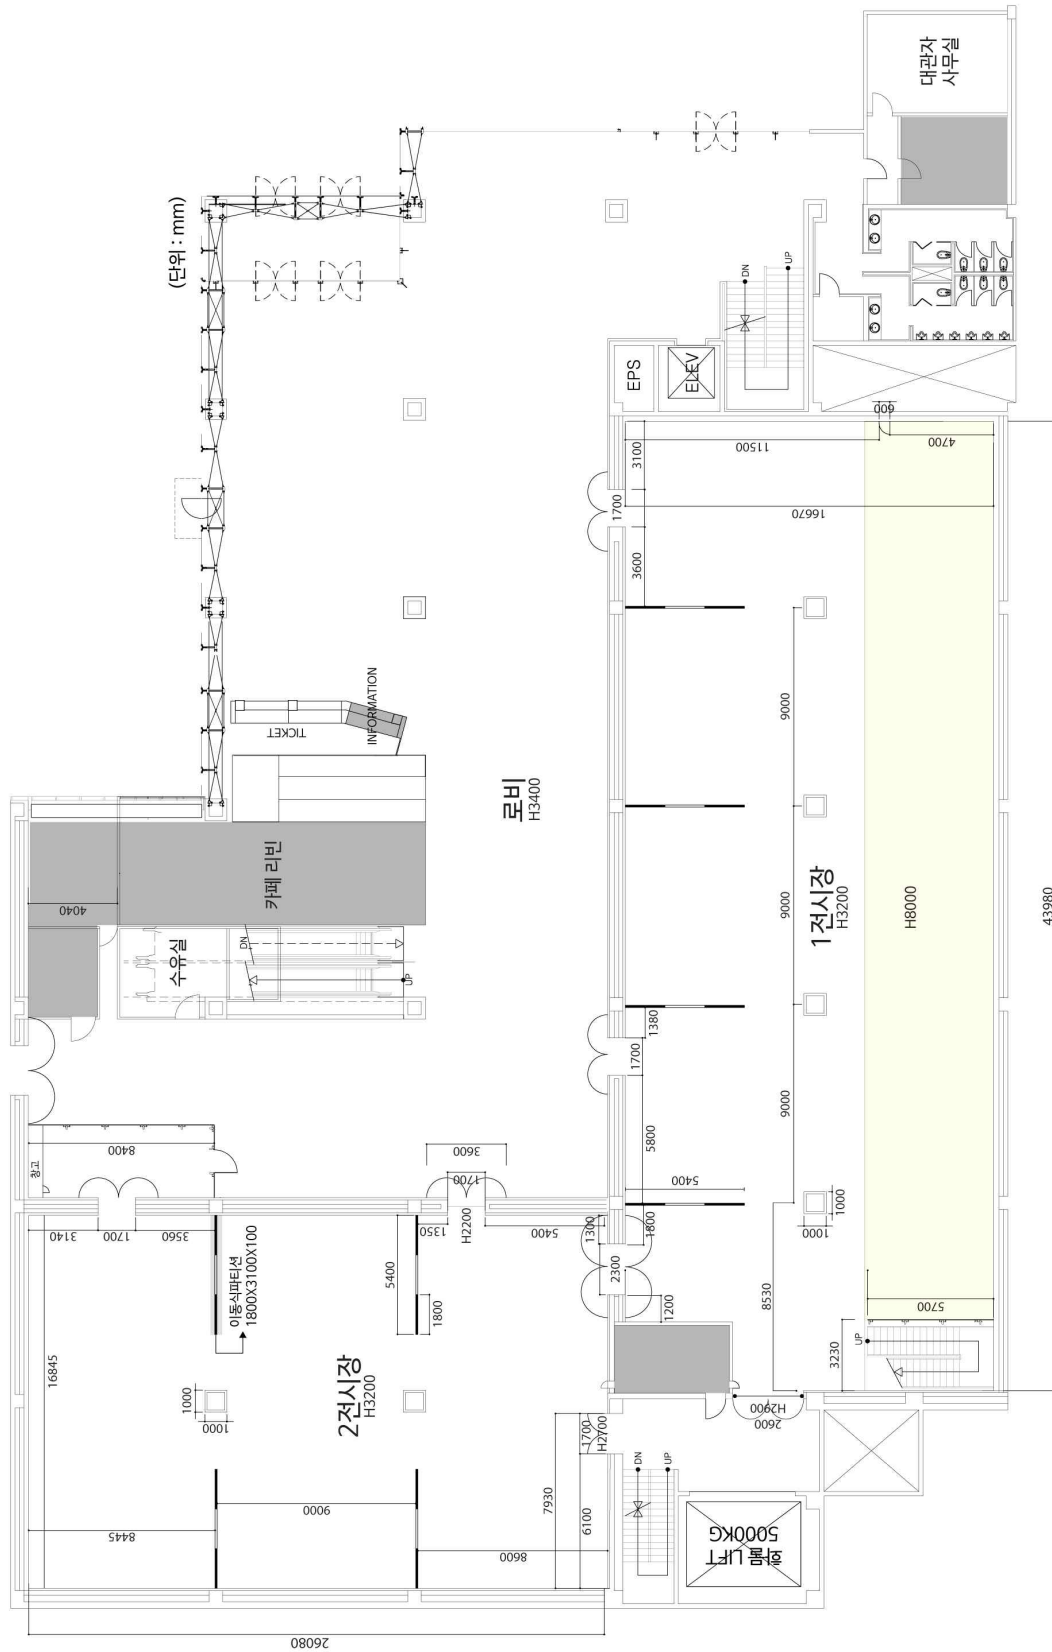 (단위 : mm)
대관자
사무실
DN
UP
EPS
ELEV
600
11500
4700
3100
1700
16670
3600
TICKET
INFORMATION
로비
H3400
카페 리빈
4040
수유실
DN
UP
9000
1전시장
H3200
H8000
43980
9000
9000
1380
1700
5800
5400
1000
1000
창고
8400
3600
1700
1350
H2200
5400
1300
1800
2300
1200
8530
5700
3230
UP
3140
1700
3560
이동식파티션
1800X3100X100
5400
1800
16845
1000
1000
2전시장
H3200
1700
H2700
7930
6100
2600
H2900
DN
UP
화물 LIFT
5000KG
8445
9000
8600
26080